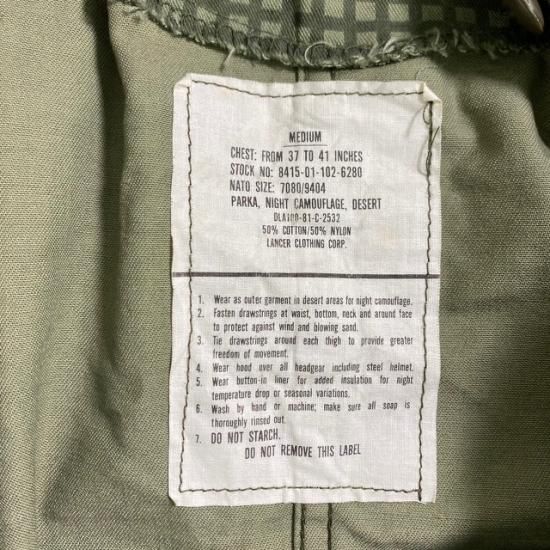 MEDIUM
CHEST: FROM 37 TO 41 INCHES
STOCK NO: 8415-01-102-6280
NATO SIZE: 7080/9404
PARKA, NIGHT CAMOUFLAGE, DESERT
DLA100-81-C-2532
50% COTTON/50% NYLON
LANCER CLOTHING CORP.
1. Wear as outer garment in desert areas for night camouflage.
2. Fasten drawstrings at waist, bottom, neck and around face
to protect against wind and blowing sand.
3. Tie drawstrings around each thigh to provide greater
freedom of movement.
4. Wear hood over all headgear including steel helmet.
5. Wear button-in liner for added insulation for night
temperature drop or seasonal variations.
6. Wash by hand or machine; make sure all soap is
thoroughly rinsed out.
7. DO NOT STARCH.
DO NOT REMOVE THIS LABEL